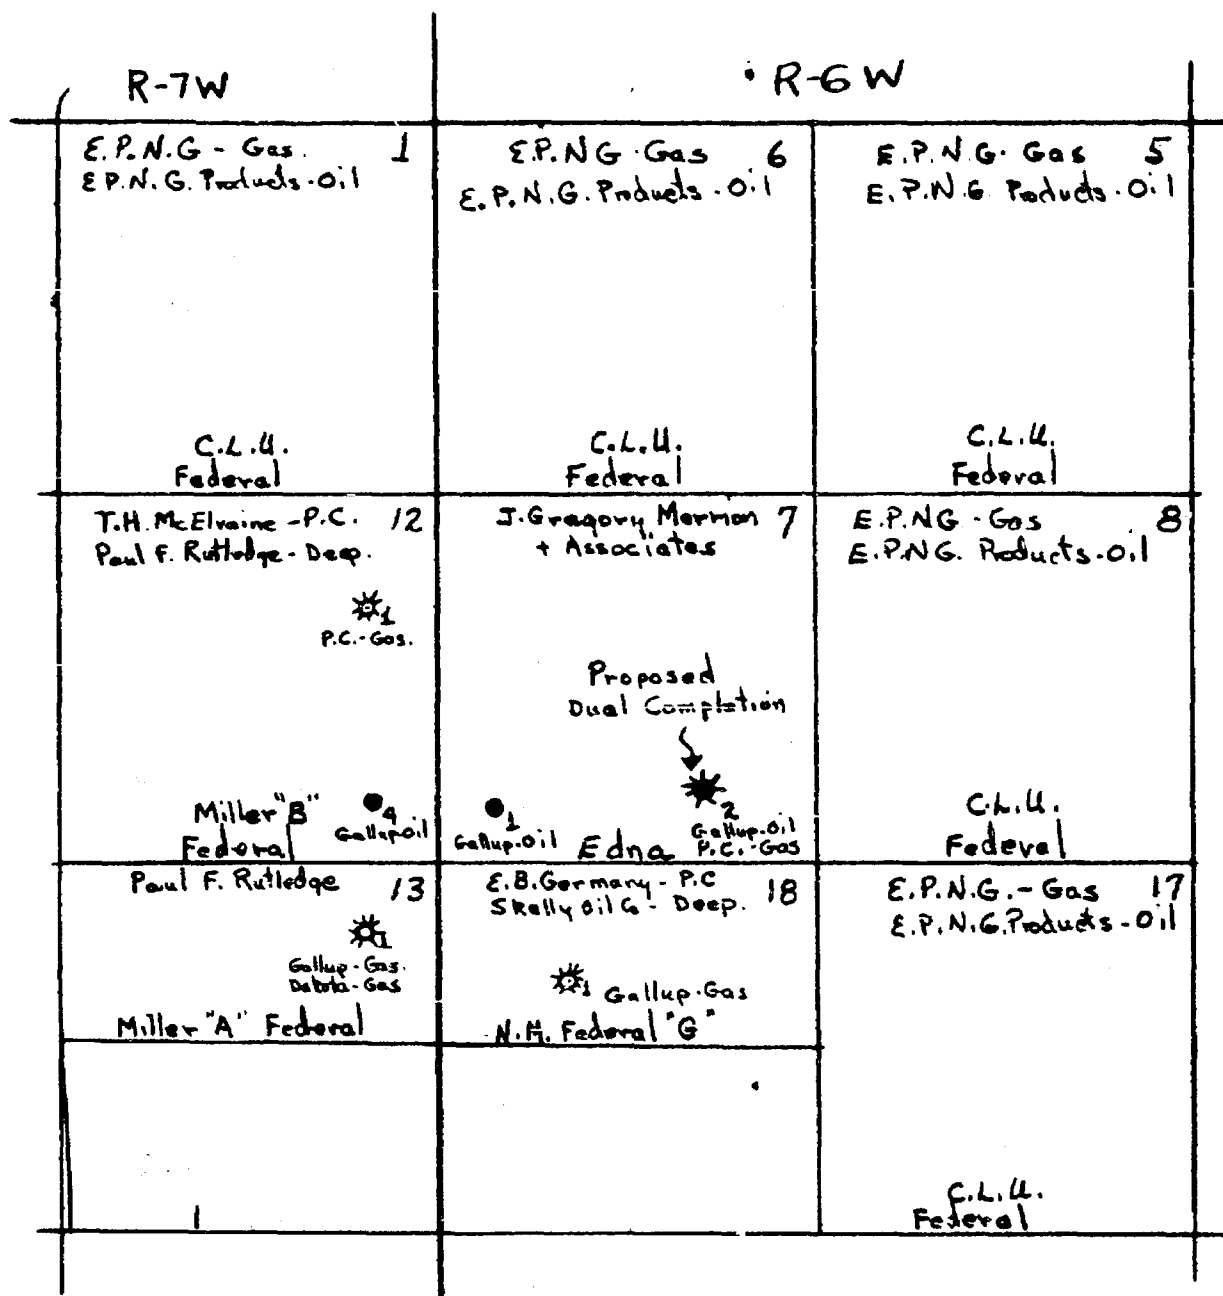 R-7W
R-6W
E.P.N.G - Gas. 1
E P.N.G. Products-Oil
C.L.U.
Federal
E.P.NG Gas 6
E.P.N.G. Products-Oil
C.L.U.
Federal
E.P.N.G. Gas 5
E.P.N.G Products-Oil
C.L.U.
Federal
T.H. McElvaine - P.C. 12
Paul F. Rutledge - Deep.
1
P.C.-Gas.
4
Gallup Oil
Miller "B"
Federal
J. Gregory Merrion 7
+ Associates
Proposed
Dual Completion
1
Gallup-Oil
2
Gallup-Oil
P.C.-Gas
Edna
E.P.NG - Gas 8
E.P.N.G. Products-Oil
C.L.U.
Federal
Paul F. Rutledge 13
1
Gallup-Gas.
Dakota-Gas
Miller "A" Federal
E.B. Germany - P.C 18
Skelly Oil Co - Deep.
1 Gallup-Gas
N.H. Federal "G"
E.P.N.G.- Gas 17
E.P.N.G. Products-Oil
C.L.U.
Federal